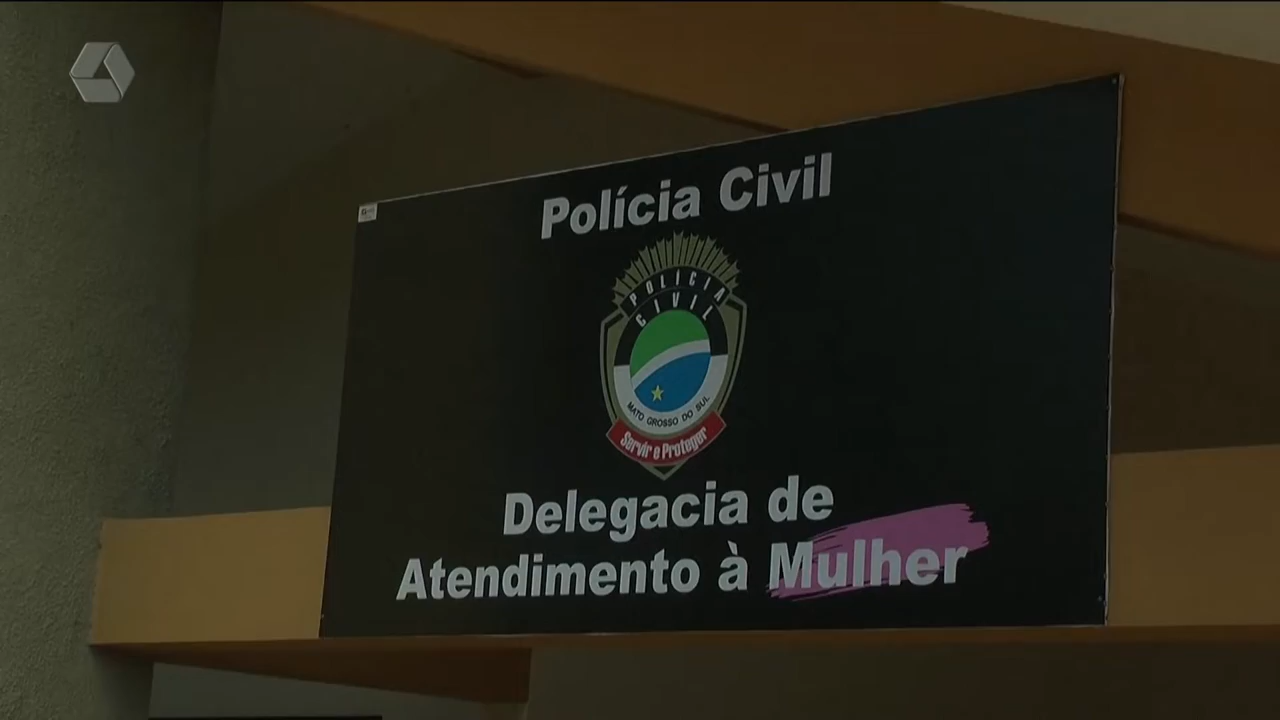 Polícia Civil
POLÍCIA
CIVIL
MATO GROSSO DO SUL
Servir e Proteger
Delegacia de
Atendimento à Mulher